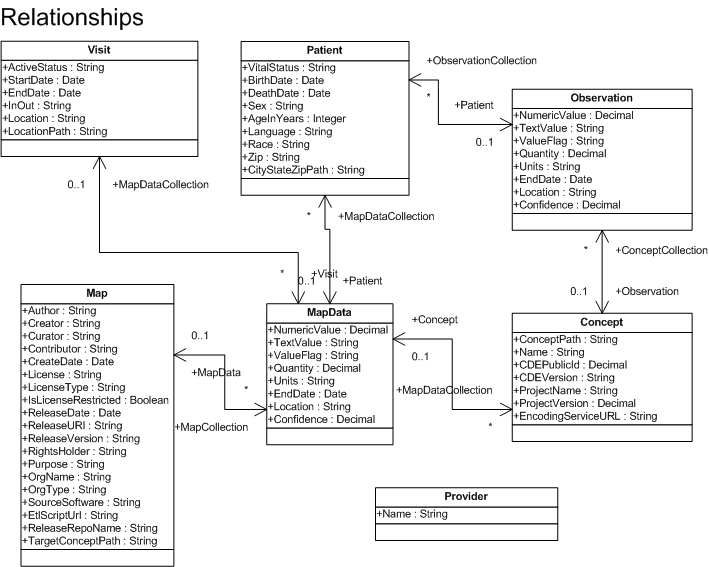 Relationships
Visit
+ActiveStatus : String
+StartDate : Date
+EndDate : Date
+InOut : String
+Location : String
+LocationPath : String
Patient
+VitalStatus : String
+BirthDate : Date
+DeathDate : Date
+Sex : String
+AgeInYears : Integer
+Language : String
+Race : String
+Zip : String
+CityStateZipPath : String
+ObservationCollection
*
+Patient
0..1
Observation
+NumericValue : Decimal
+TextValue : String
+ValueFlag : String
+Quantity : Decimal
+Units : String
+EndDate : Date
+Location : String
+Confidence : Decimal
0..1
+MapDataCollection
*
+MapDataCollection
*
+ConceptCollection
*
0..1
+Visit
+Patient
0..1
+Observation
Map
+Author : String
+Creator : String
+Curator : String
+Contributor : String
+CreateDate : Date
+License : String
+LicenseType : String
+IsLicenseRestricted : Boolean
+ReleaseDate : Date
+ReleaseURI : String
+ReleaseVersion : String
+RightsHolder : String
+Purpose : String
+OrgName : String
+OrgType : String
+SourceSoftware : String
+EtlScriptUrl : String
+ReleaseRepoName : String
+TargetConceptPath : String
0..1
+MapData
*
+MapCollection
MapData
+NumericValue : Decimal
+TextValue : String
+ValueFlag : String
+Quantity : Decimal
+Units : String
+EndDate : Date
+Location : String
+Confidence : Decimal
+Concept
0..1
+MapDataCollection
*
Concept
+ConceptPath : String
+Name : String
+CDEPublicId : Decimal
+CDEVersion : String
+ProjectName : String
+ProjectVersion : Decimal
+EncodingServiceURL : String
Provider
+Name : String